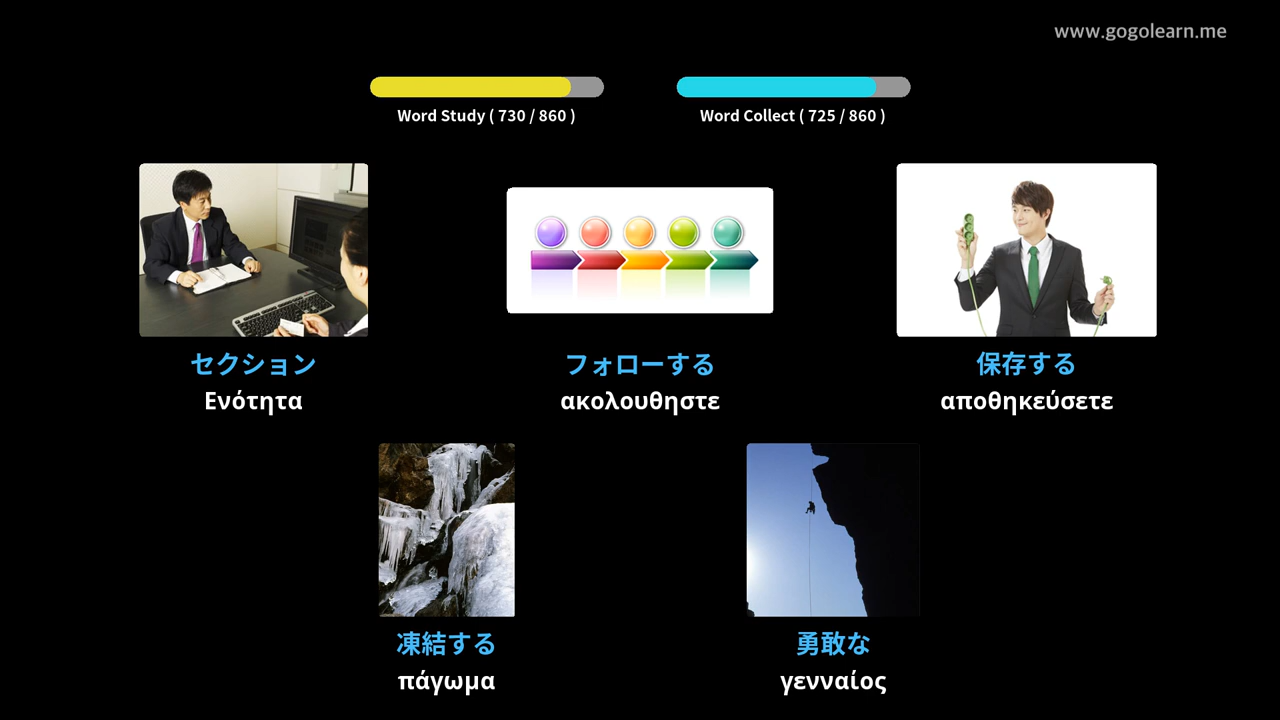 www.gogolearn.me
Word Study ( 730 / 860 )
Word Collect ( 725 / 860 )
セクション
Ενότητα
フォローする
ακολουθηστε
保存する
αποθηκεύσετε
凍結する
πάγωμα
勇敢な
γενναίος